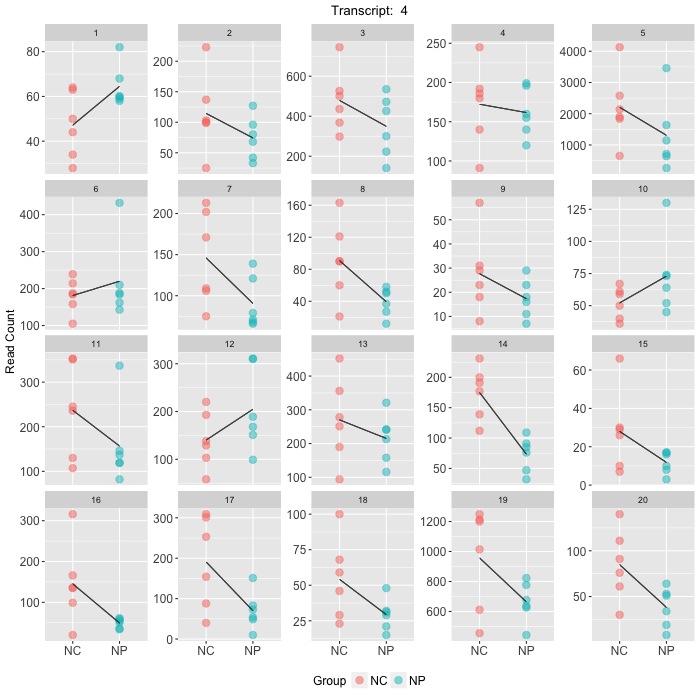 Transcript: 4
1 2 3 4 5
80 60 40
200 150 100 50
600 400 200
250 200 150 100
4000 3000 2000 1000
6 7 8 9 10
400 300 200 100
200 150 100
160 120 80 40
50 40 30 20 10
125 100 75 50
Read Count
11 12 13 14 15
300 200 100
300 200 100
400 300 200 100
200 150 100 50
60 40 20 0
16 17 18 19 20
300 200 100
300 200 100 0
100 75 50 25
1200 1000 800 600
100 50
NC NP NC NP NC NP NC NP NC NP
Group NC NP